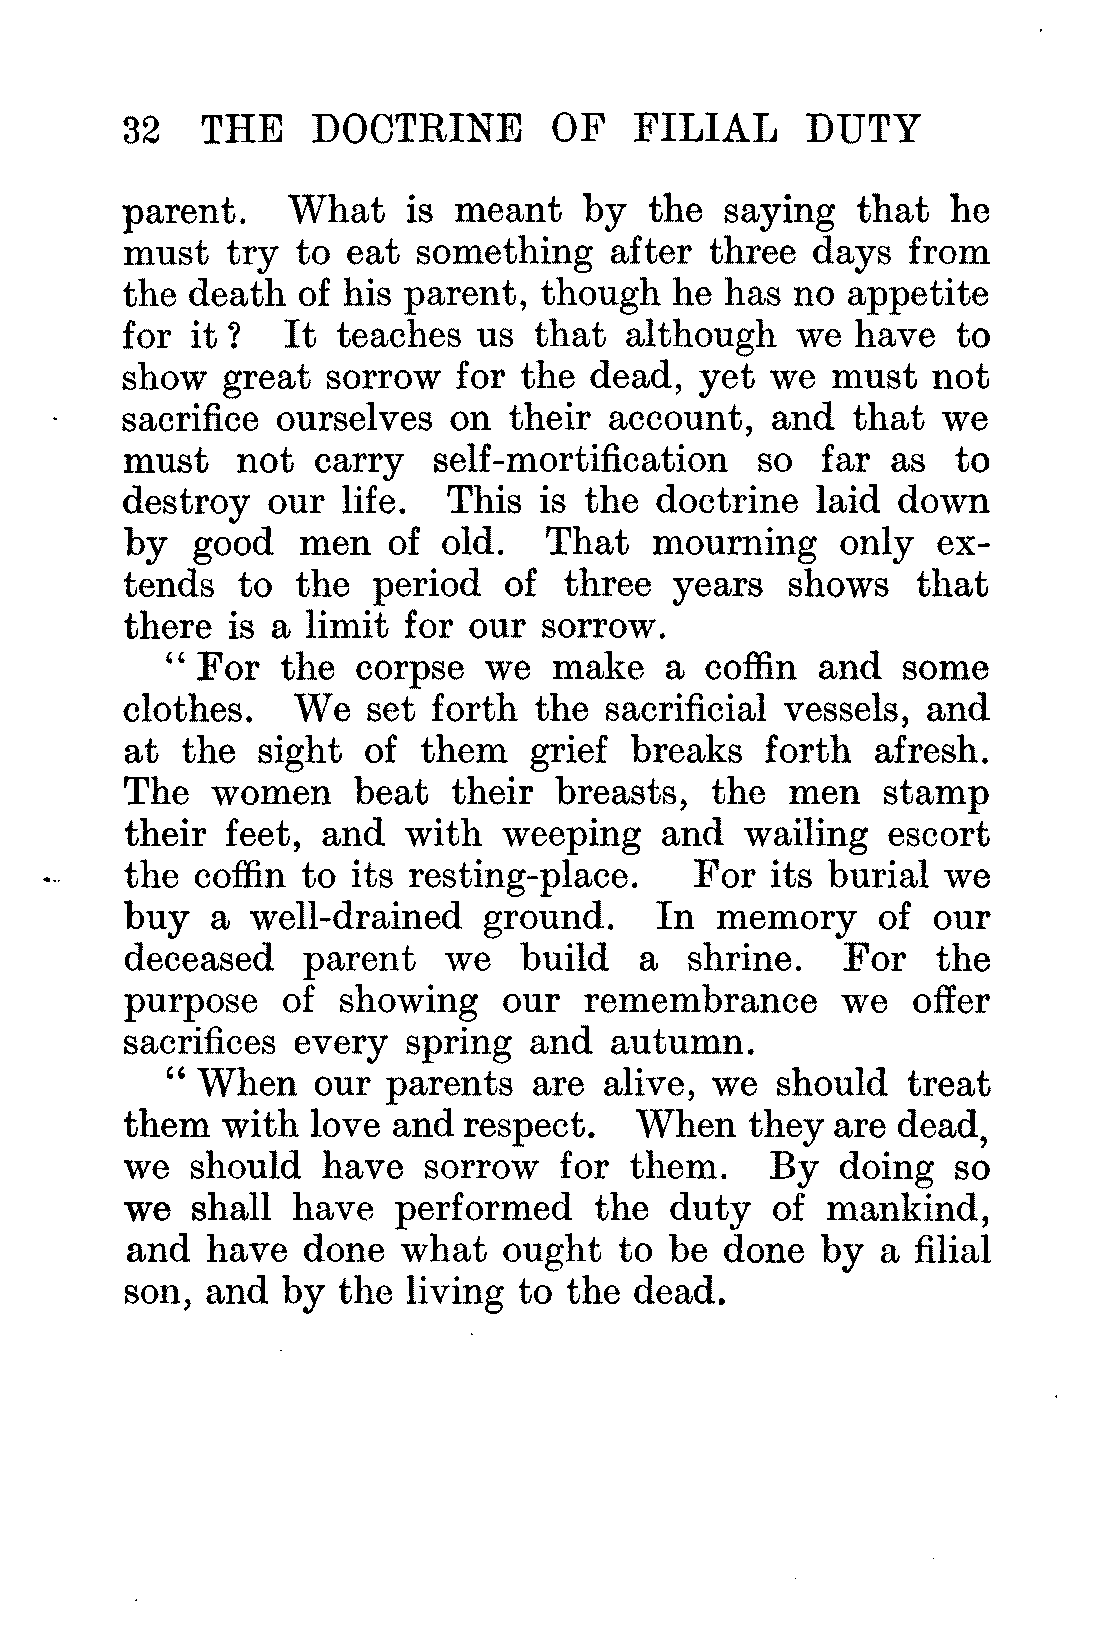 32 THE DOCTRINE OF FILIAL DUTY
parent. What is meant by the saying that he
must try to eat something after three days from
the death of his parent, though he has no appetite
for it ? It teaches us that although we have to
show great sorrow for the dead, yet we must not
sacrifice ourselves on their account, and that we
must not carry self-mortification so far as to
destroy our life. This is the doctrine laid down
by good men of old. That mourning only ex-
tends to the period of three years shows that
there is a limit for our sorrow.
“ For the corpse we make a coffin and some
clothes. We set forth the sacrificial vessels, and
at the sight of them grief breaks forth afresh.
The women beat their breasts, the men stamp
their feet, and with weeping and wailing escort
the coffin to its resting-place. For its burial we
buy a well-drained ground. In memory of our
deceased parent we build a shrine. For the
purpose of showing our remembrance we offer
sacrifices every spring and autumn.
“ When our parents are alive, we should treat
them with love and respect. When they are dead,
we should have sorrow for them. By doing so
we shall have performed the duty of mankind,
and have done what ought to be done by a filial
son, and by the living to the dead.